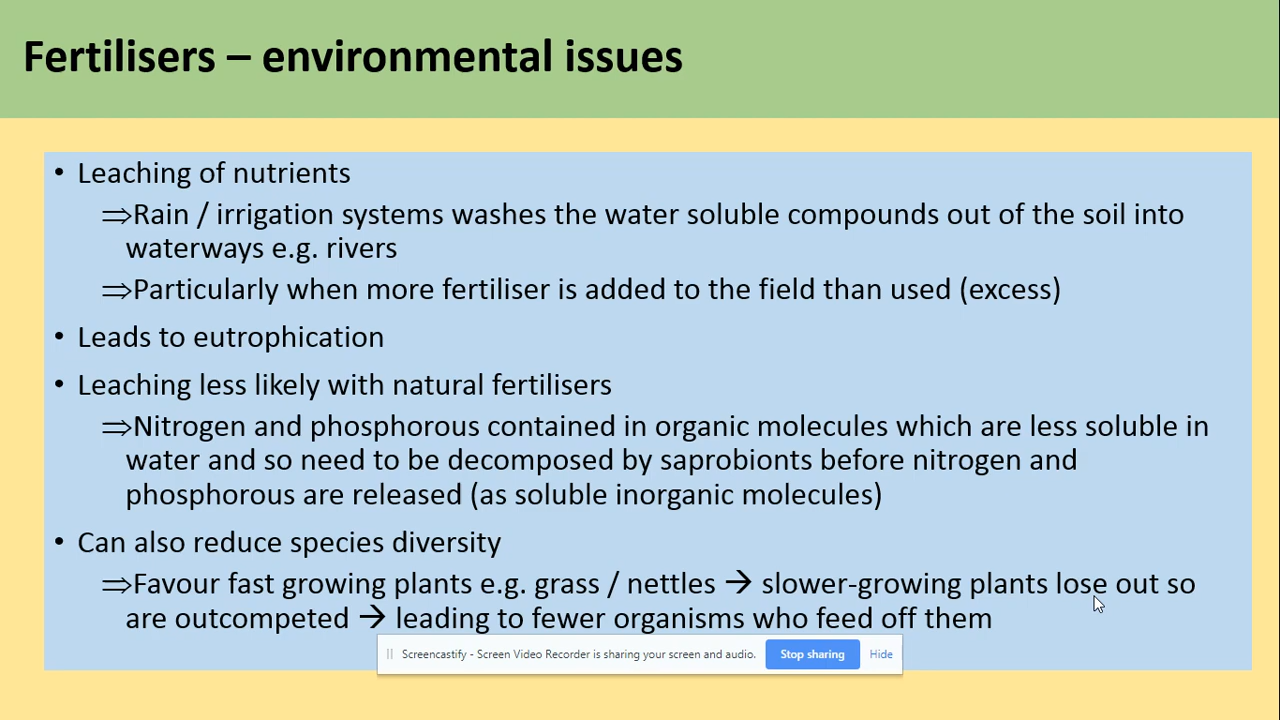 Fertilisers – environmental issues
• Leaching of nutrients
⇒Rain / irrigation systems washes the water soluble compounds out of the soil into
waterways e.g. rivers
⇒Particularly when more fertiliser is added to the field than used (excess)
• Leads to eutrophication
• Leaching less likely with natural fertilisers
⇒Nitrogen and phosphorous contained in organic molecules which are less soluble in
water and so need to be decomposed by saprobionts before nitrogen and
phosphorous are released (as soluble inorganic molecules)
• Can also reduce species diversity
⇒Favour fast growing plants e.g. grass / nettles → slower-growing plants lose out so
are outcompeted → leading to fewer organisms who feed off them
Screencastify - Screen Video Recorder is sharing your screen and audio. Stop sharing Hide